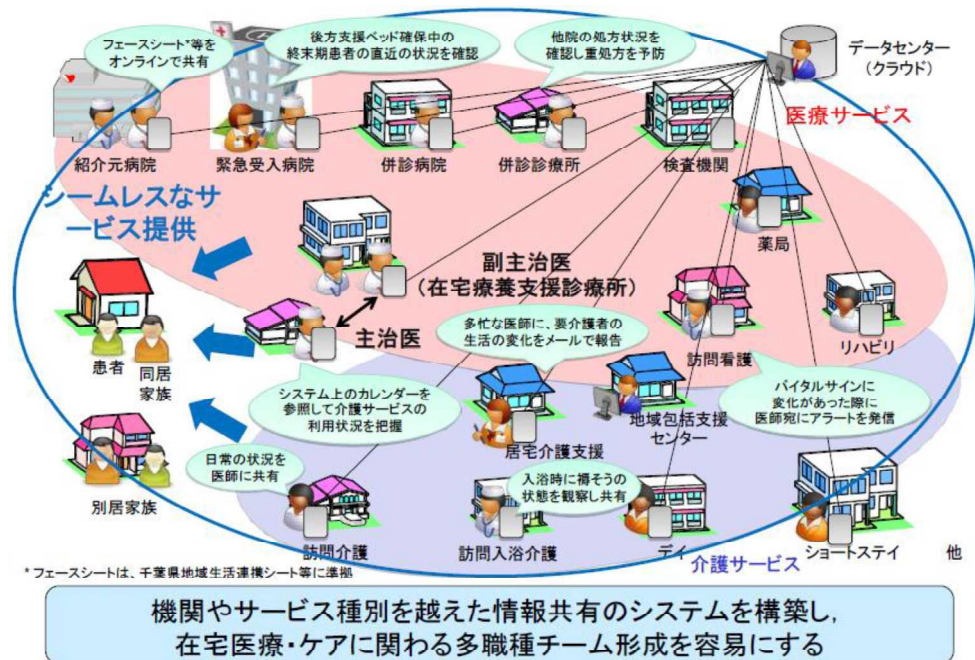 フェースシート*等を
オンラインで共有
後方支援ベッド確保中の
終末期患者の直近の状況を確認
他院の処方状況を
確認し重処方を予防
データセンター
(クラウド)
医療サービス
紹介元病院
緊急受入病院
併診病院
併診診療所
検査機関
薬局
シームレスなサ
ービス提供
副主治医
(在宅療養支援診療所)
主治医
多忙な医師に、要介護者の
生活の変化をメールで報告
訪問看護
リハビリ
患者
同居
家族
システム上のカレンダーを
参照して介護サービスの
利用状況を把握
地域包括支援
センター
バイタルサインに
変化があった際に
医師宛にアラートを発信
居宅介護支援
日常の状況を
医師に共有
入浴時に褥そうの
状態を観察し共有
別居家族
訪問介護
訪問入浴介護
デイ
ショートステイ
他
介護サービス
* フェースシートは、千葉県地域生活連携シート等に準拠
機関やサービス種別を越えた情報共有のシステムを構築し,
在宅医療・ケアに関わる多職種チーム形成を容易にする